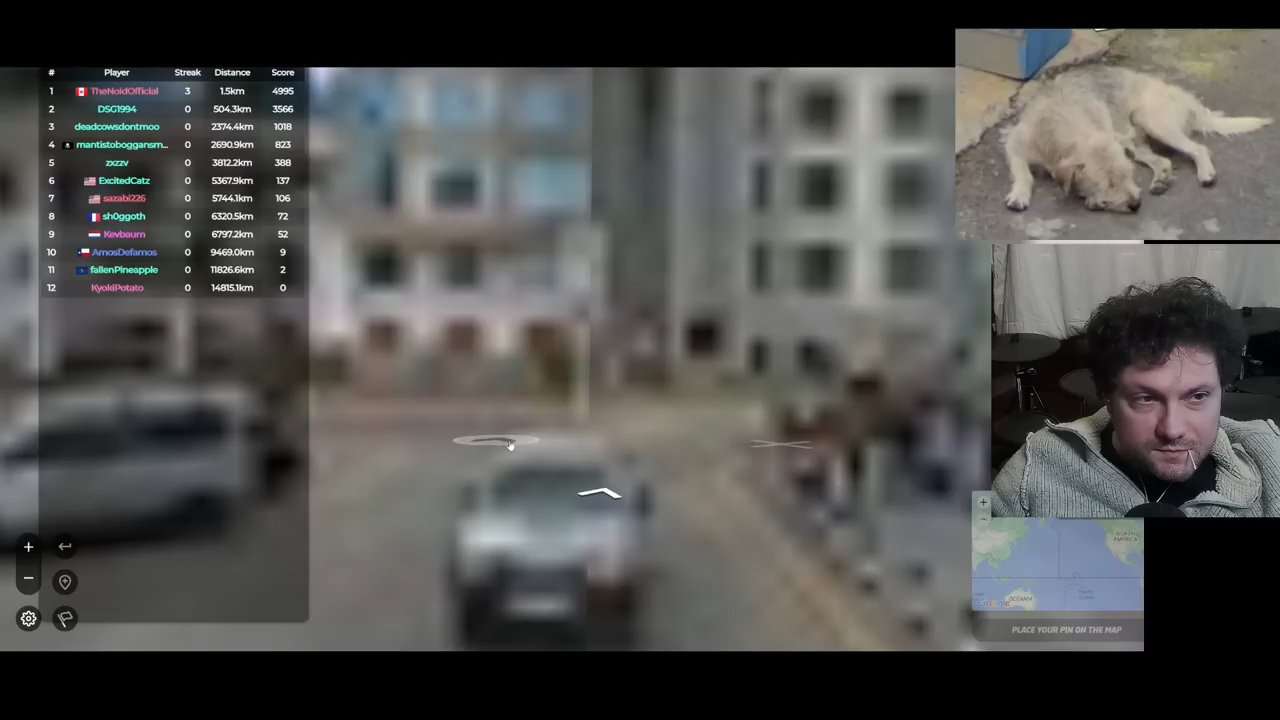 # Player Streak Distance Score
1 TheNoidOfficial 3 1.5km 4995
2 DSG1994 0 504.3km 3566
3 deadcowsdontmoo 0 2374.4km 1018
4 mantistoboggansm... 0 2690.9km 823
5 zxzzv 0 3812.2km 388
6 ExcitedCatz 0 5367.9km 137
7 sazabi226 0 5744.1km 106
8 sh0ggoth 0 6320.5km 72
9 Kevbaum 0 6797.2km 52
10 AmosDefamos 0 9469.0km 9
11 fallenPineapple 0 11826.6km 2
12 KyokiPotato 0 14815.1km 0
NORTH
AMERICA
OCEANIA
Google
PLACE YOUR PIN ON THE MAP